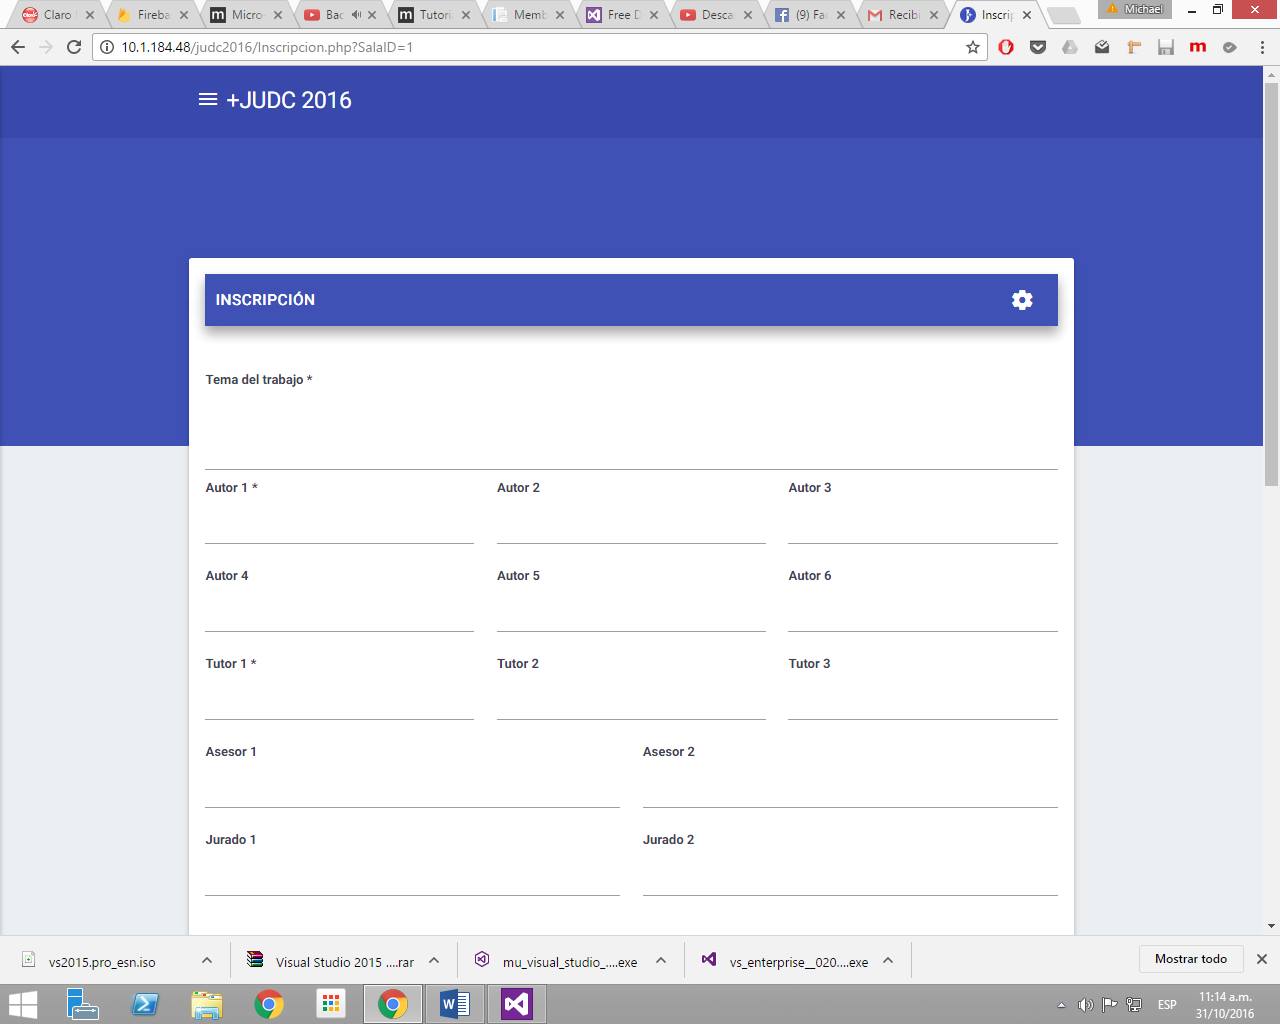 Claro
Fireba
Micro
Bac
Tutori
Memb
Free D
Desca
(9) Fa
Recibi
Inscrip
Michael
10.1.184.48/judc2016/Inscripcion.php?SalaID=1
+JUDC 2016
INSCRIPCIÓN
Tema del trabajo *
Autor 1 * Autor 2 Autor 3
Autor 4 Autor 5 Autor 6
Tutor 1 * Tutor 2 Tutor 3
Asesor 1 Asesor 2
Jurado 1 Jurado 2
vs2015.pro_esn.iso Visual Studio 2015 ....rar mu_visual_studio_....exe vs_enterprise__020....exe Mostrar todo
ESP
11:14 a.m.
31/10/2016